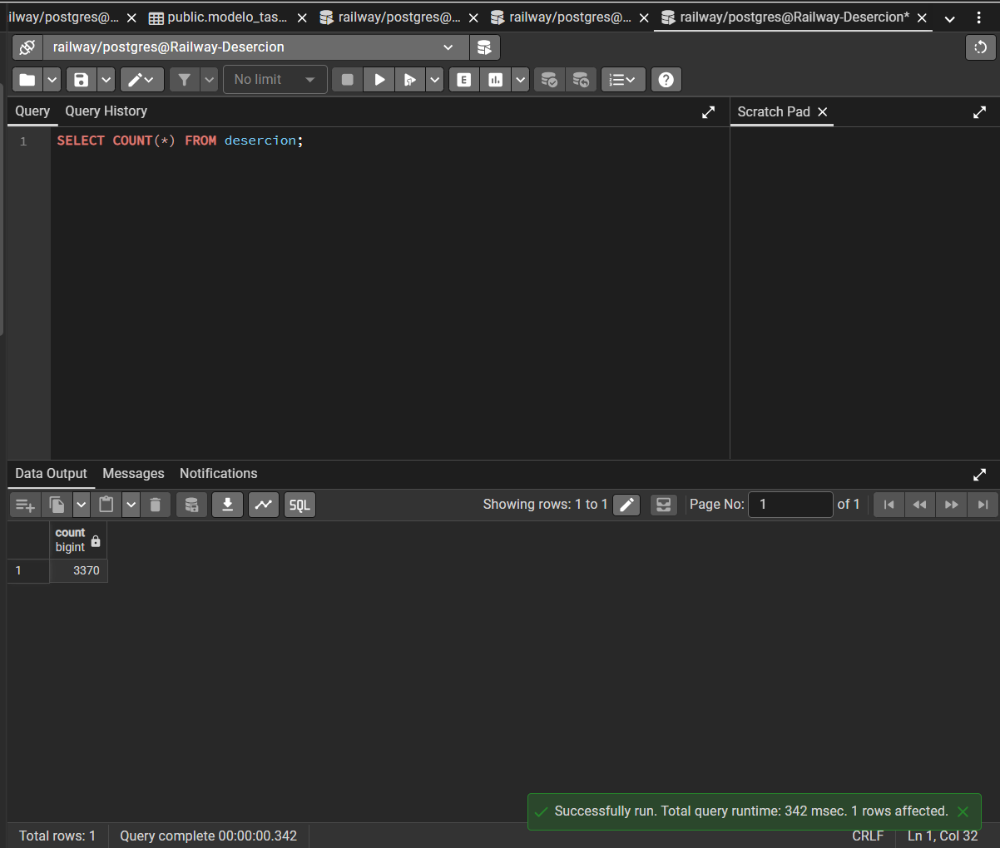 ilway/postgres@... public.modelo_tas... railway/postgres@... railway/postgres@... railway/postgres@Railway-Desercion*
railway/postgres@Railway-Desercion
No limit E
Query Query History Scratch Pad
1 SELECT COUNT(*) FROM desercion;
Data Output Messages Notifications
SQL Showing rows: 1 to 1 Page No: 1 of 1
count
bigint
1 3370
Successfully run. Total query runtime: 342 msec. 1 rows affected.
Total rows: 1 Query complete 00:00:00.342 CRLF Ln 1, Col 32